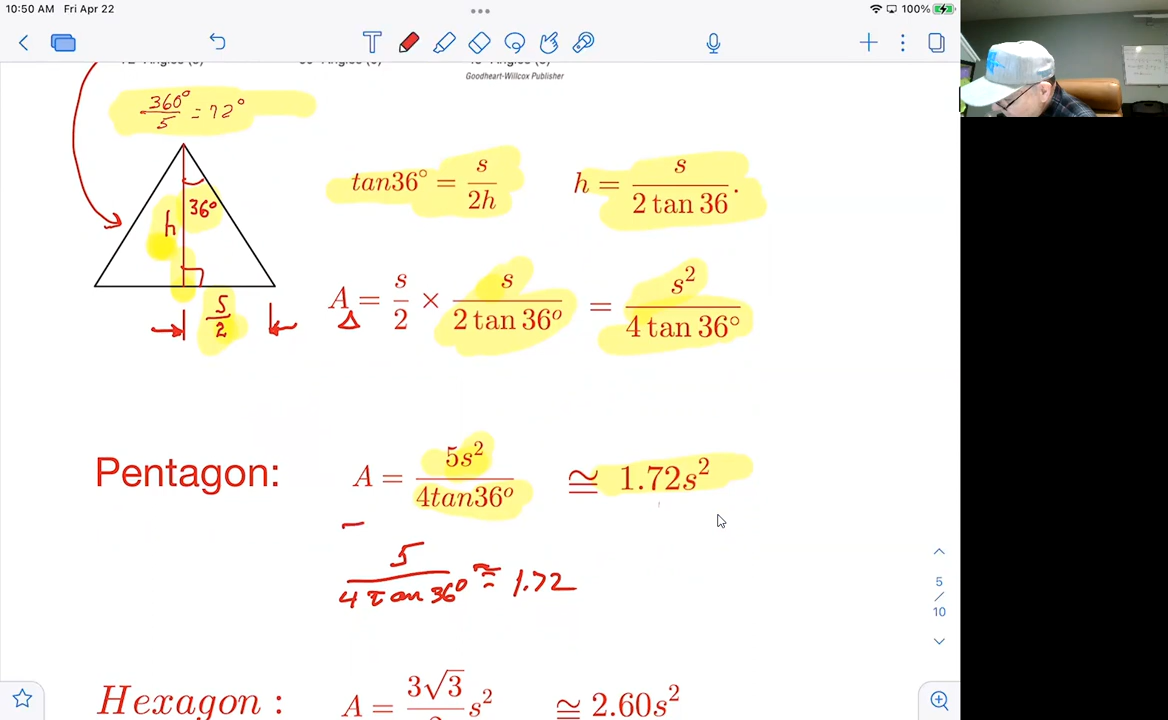 10:50 AM Fri Apr 22
100%
T
Goodheart-Willcox Publisher
360° / 5 = 72°
36°
h
s/2
tan36° = s / 2h
h = s / 2 tan 36.
A = s/2 × s / 2 tan 36° = s² / 4 tan 36°
Δ
Pentagon: A = 5s² / 4tan36° ≅ 1.72s²
5 / 4 tan 36° ≅ 1.72
5
/
10
Hexagon : A = 3√3 / 2 s² ≅ 2.60s²